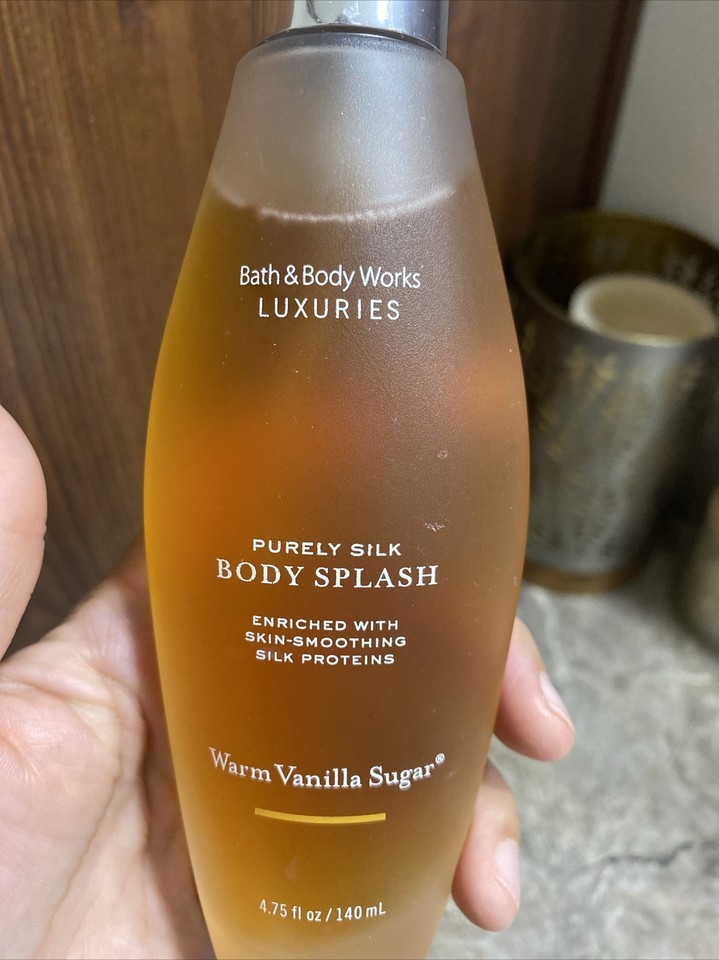 Bath & Body Works
LUXURIES
PURELY SILK
BODY SPLASH
ENRICHED WITH
SKIN-SMOOTHING
SILK PROTEINS
Warm Vanilla Sugar®
4.75 fl oz / 140 mL